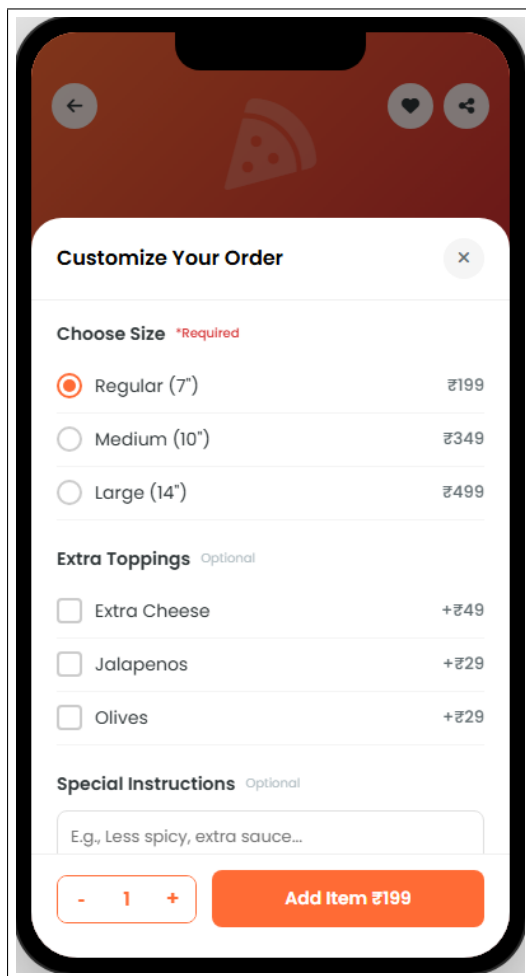 Customize Your Order ×
Choose Size *Required
Regular (7") ₹199
Medium (10") ₹349
Large (14") ₹499
Extra Toppings Optional
Extra Cheese +₹49
Jalapenos +₹29
Olives +₹29
Special Instructions Optional
E.g., Less spicy, extra sauce...
- 1 + Add Item ₹199